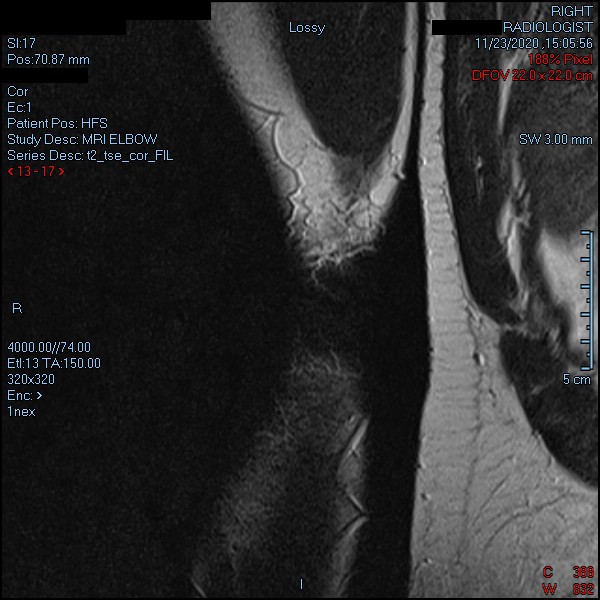 Lossy
RIGHT
RADIOLOGIST
11/23/2020 ,15:05:56
188% Pixel
DFOV 22.0 x 22.0 cm
SW 3.00 mm
SI:17
Pos:70.87 mm
Cor
Ec:1
Patient Pos: HFS
Study Desc: MRI ELBOW
Series Desc: t2_tse_cor_FIL
< 13 - 17 >
R
4000.00//74.00
Etl:13 TA:150.00
320x320
Enc: >
1nex
5 cm
I
C 368
W 832